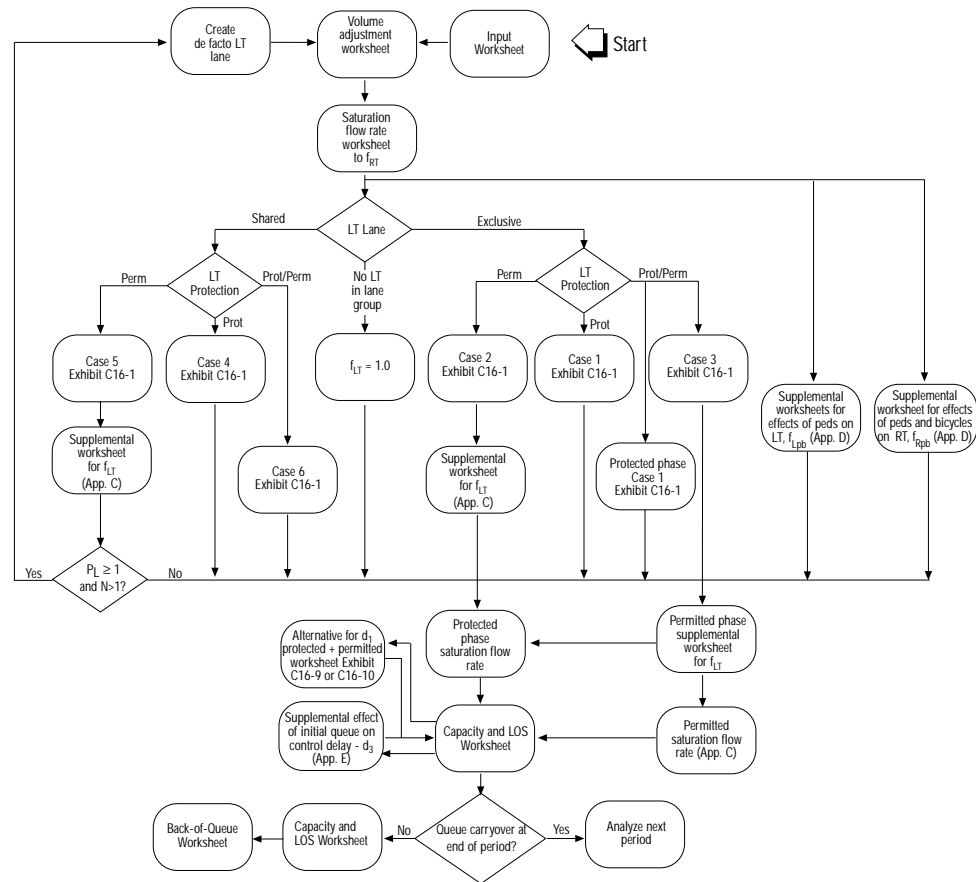 Create
de facto LT
lane
Volume
adjustment
worksheet
Input
Worksheet
Start
Saturation
flow rate
worksheet
to fRT
Shared
LT Lane
Exclusive
Perm
LT
Protection
Prot/Perm
Prot
No LT
in lane
group
Perm
LT
Protection
Prot/Perm
Prot
Case 5
Exhibit C16-1
Case 4
Exhibit C16-1
fLT = 1.0
Case 2
Exhibit C16-1
Case 1
Exhibit C16-1
Case 3
Exhibit C16-1
Supplemental
worksheets for
effects of peds on
LT, fLpb (App. D)
Supplemental
worksheet for effects
of peds and bicycles
on RT, fRpb (App. D)
Supplemental
worksheet
for fLT
(App. C)
Case 6
Exhibit C16-1
Supplemental
worksheet
for fLT
(App. C)
Protected phase
Case 1
Exhibit C16-1
Yes
PL ≥ 1
and N>1?
No
Alternative for d1
protected + permitted
worksheet Exhibit
C16-9 or C16-10
Protected
phase
saturation flow
rate
Permitted phase
supplemental
worksheet
for fLT
Supplemental effect
of initial queue on
control delay - d3
(App. E)
Capacity and LOS
Worksheet
Permitted
saturation flow
rate (App. C)
Back-of-Queue
Worksheet
Capacity and
LOS Worksheet
No
Queue carryover at
end of period?
Yes
Analyze next
period